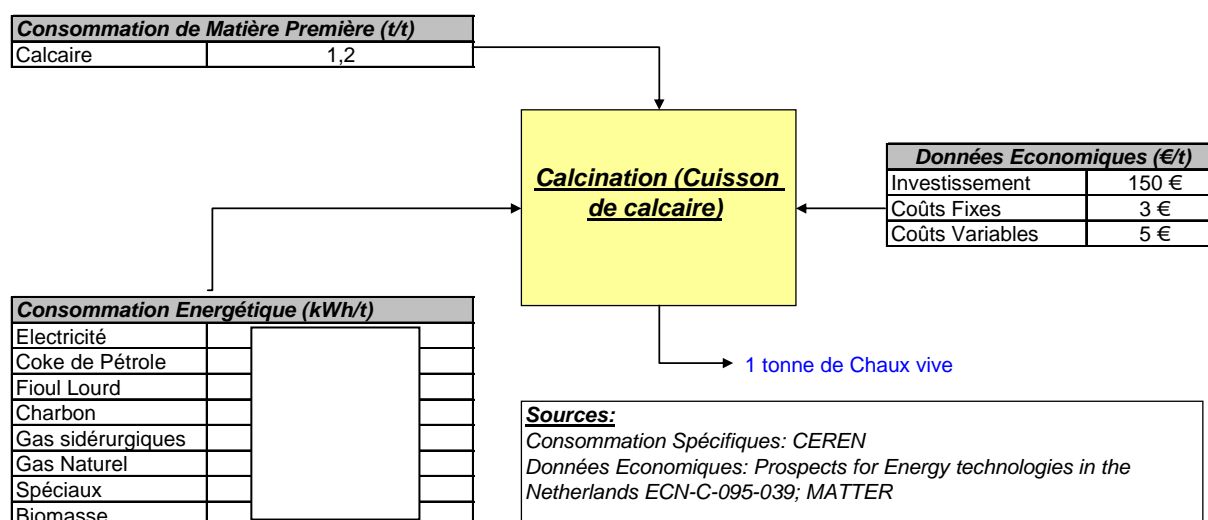 Consommation de Matière Première (t/t)
Calcaire 1,2
Calcination (Cuisson
de calcaire)
Données Economiques (€/t)
Investissement 150 €
Coûts Fixes 3 €
Coûts Variables 5 €
Consommation Energétique (kWh/t)
Electricité
Coke de Pétrole
Fioul Lourd
Charbon
Gas sidérurgiques
Gas Naturel
Spéciaux
Biomasse
1 tonne de Chaux vive
Sources:
Consommation Spécifiques: CEREN
Données Economiques: Prospects for Energy technologies in the
Netherlands ECN-C-095-039; MATTER